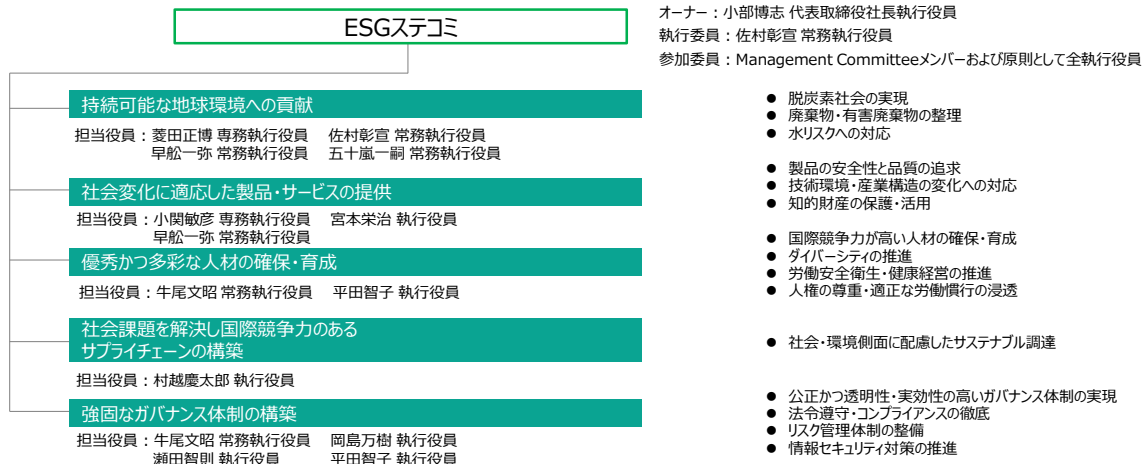 ESGステコミ
オーナー：小部博志 代表取締役社長執行役員
執行委員：佐村彰宣 常務執行役員
参加委員：Management Committeeメンバーおよび原則として全執行役員
持続可能な地球環境への貢献
担当役員：菱田正博 専務執行役員 佐村彰宣 常務執行役員
早舩一弥 常務執行役員 五十嵐一嗣 常務執行役員
● 脱炭素社会の実現
● 廃棄物・有害廃棄物の整理
● 水リスクへの対応
社会変化に適応した製品・サービスの提供
担当役員：小関敏彦 専務執行役員 宮本栄治 執行役員
早舩一弥 常務執行役員
● 製品の安全性と品質の追求
● 技術環境・産業構造の変化への対応
● 知的財産の保護・活用
優秀かつ多彩な人材の確保・育成
担当役員：牛尾文昭 常務執行役員 平田智子 執行役員
● 国際競争力が高い人材の確保・育成
● ダイバーシティの推進
● 労働安全衛生・健康経営の推進
● 人権の尊重・適正な労働慣行の浸透
社会課題を解決し国際競争力のある
サプライチェーンの構築
担当役員：村越慶太郎 執行役員
● 社会・環境側面に配慮したサステナブル調達
強固なガバナンス体制の構築
担当役員：牛尾文昭 常務執行役員 岡島万樹 執行役員
瀬田智則 執行役員 平田智子 執行役員
● 公正かつ透明性・実効性の高いガバナンス体制の実現
● 法令遵守・コンプライアンスの徹底
● リスク管理体制の整備
● 情報セキュリティ対策の推進